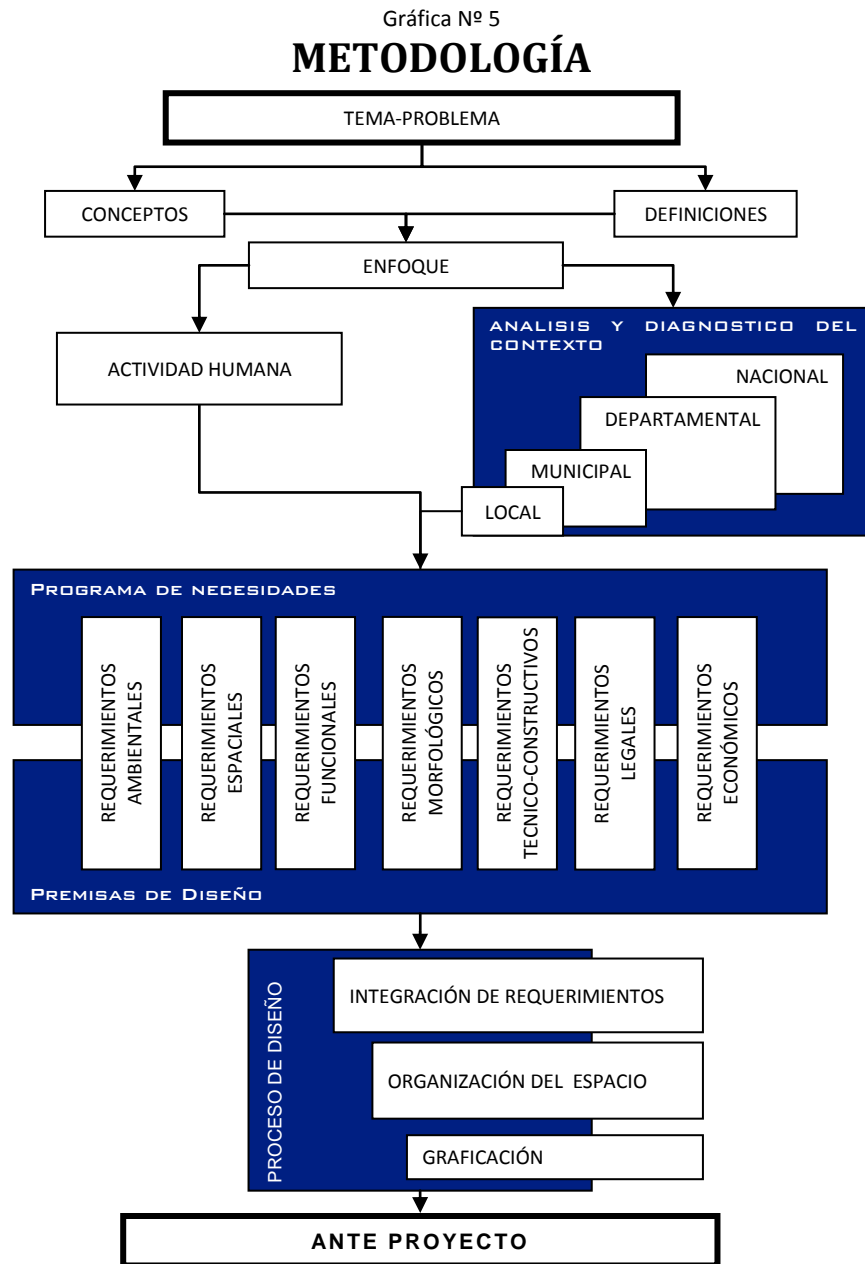 Gráfica Nº 5
METODOLOGÍA
TEMA-PROBLEMA
CONCEPTOS
DEFINICIONES
ENFOQUE
ACTIVIDAD HUMANA
ANALISIS Y DIAGNOSTICO DEL
CONTEXTO
NACIONAL
DEPARTAMENTAL
MUNICIPAL
LOCAL
PROGRAMA DE NECESIDADES
REQUERIMIENTOS
AMBIENTALES
REQUERIMIENTOS
ESPACIALES
REQUERIMIENTOS
FUNCIONALES
REQUERIMIENTOS
MORFOLÓGICOS
REQUERIMIENTOS
TECNICO-CONSTRUCTIVOS
REQUERIMIENTOS
LEGALES
REQUERIMIENTOS
ECONÓMICOS
PREMISAS DE DISEÑO
PROCESO DE DISEÑO
INTEGRACIÓN DE REQUERIMIENTOS
ORGANIZACIÓN DEL ESPACIO
GRAFICACIÓN
ANTE PROYECTO